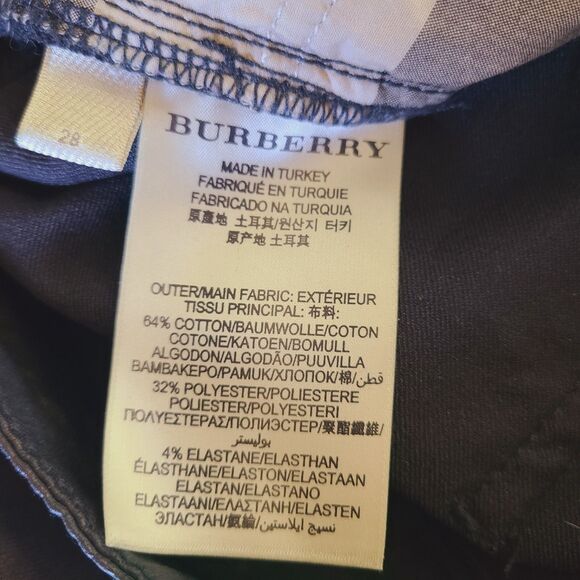 28
BURBERRY
MADE IN TURKEY
FABRIQUÉ EN TURQUIE
FABRICADO NA TURQUIA
原產地 土耳其/원산지 터키
原产地 土耳其
OUTER/MAIN FABRIC: EXTÉRIEUR
TISSU PRINCIPAL: 布料:
64% COTTON/BAUMWOLLE/COTON
COTONE/KATOEN/BOMULL
ALGODON/ALGODÃO/PUUVILLA
ΒΑΜΒΑΚΕΡΟ/PAMUK/ХЛОПОК/棉/قطن
32% POLYESTER/POLIESTERE
POLIESTER/POLYESTERI
ΠΟΛΥΕΣΤΕΡΑΣ/ПОЛИЭСТЕР/聚酯纖維/
بوليستر
4% ELASTANE/ELASTHAN
ÉLASTHANE/ELASTON/ELASTAAN
ELASTAN/ELASTANO
ELASTAANI/ΕΛΑΣΤΑΝΗ/ELASTEN
ЭЛАСТАН/氨綸/نسيج ايلاستين